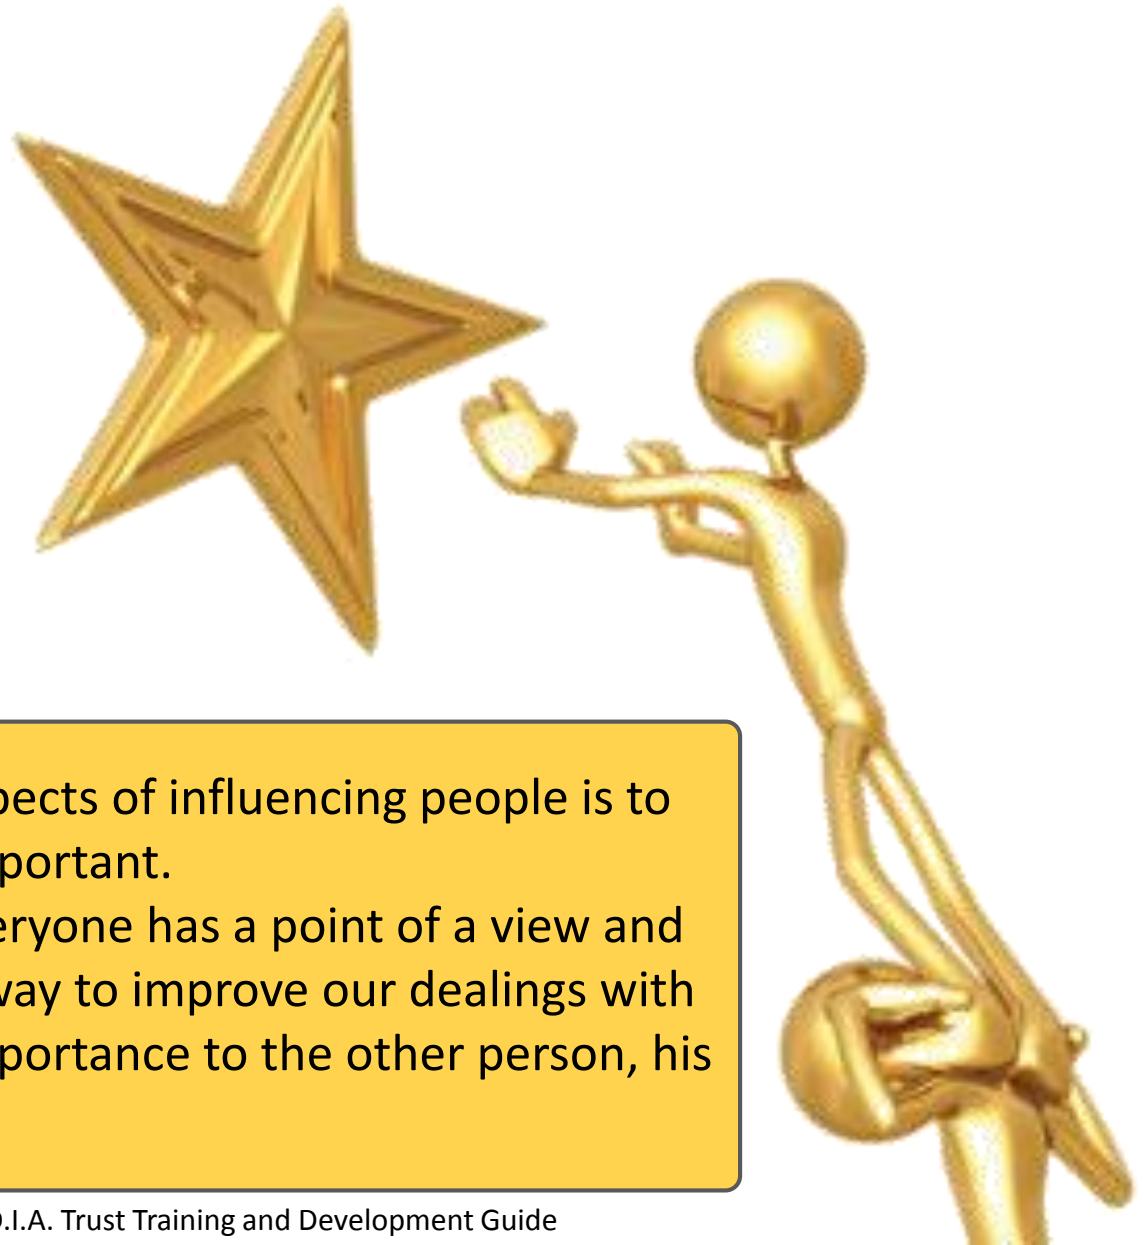 pects of influencing people is to
portant.
eryone has a point of a view and
way to improve our dealings with
portance to the other person, his
.I.A. Trust Training and Development Guide